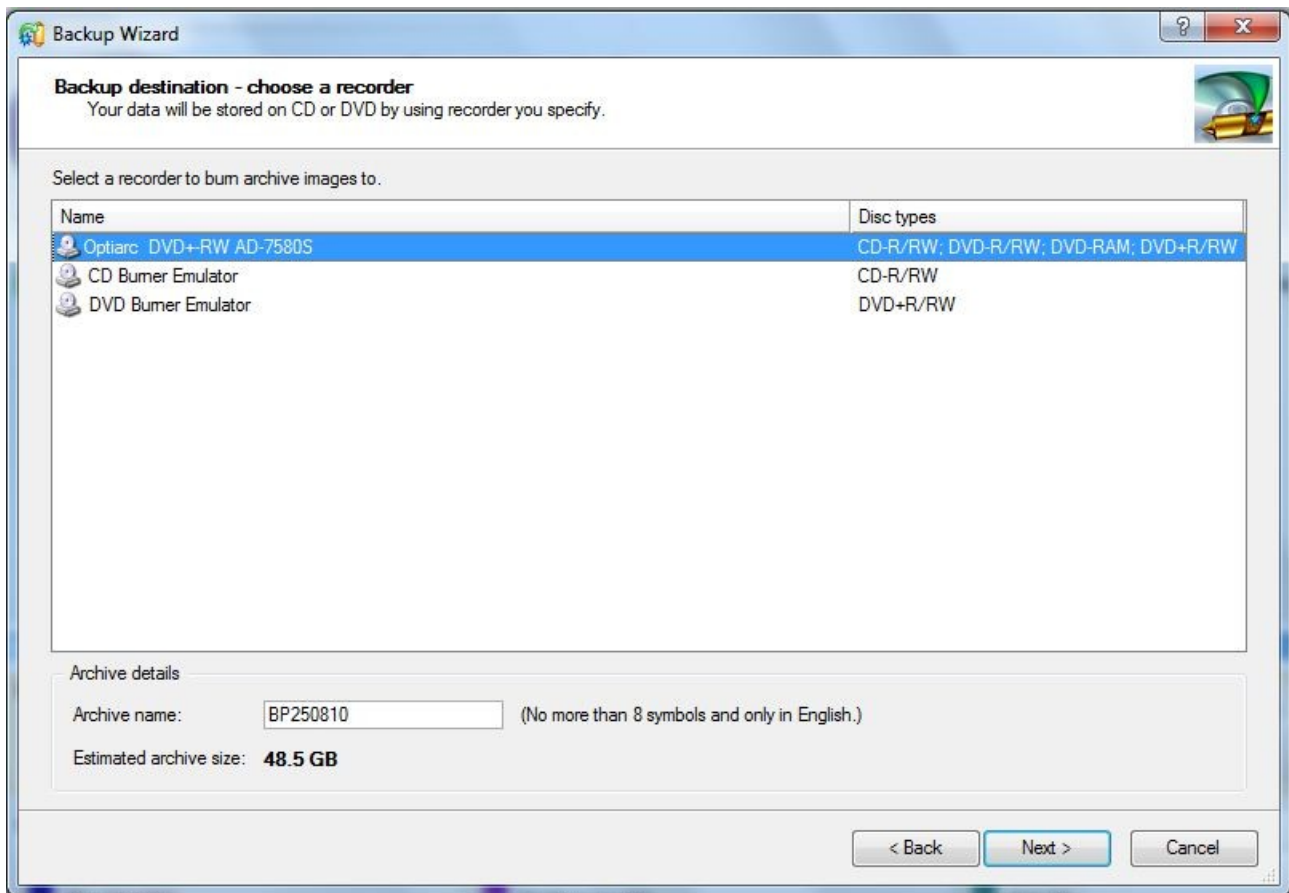 Backup Wizard
?
X
Backup destination - choose a recorder
Your data will be stored on CD or DVD by using recorder you specify.
Select a recorder to burn archive images to.
Name Disc types
Optiarc DVD+-RW AD-7580S CD-R/RW; DVD-R/RW; DVD-RAM; DVD+R/RW
CD Burner Emulator CD-R/RW
DVD Burner Emulator DVD+R/RW
Archive details
Archive name: BP250810 (No more than 8 symbols and only in English.)
Estimated archive size: 48.5 GB
< Back Next > Cancel